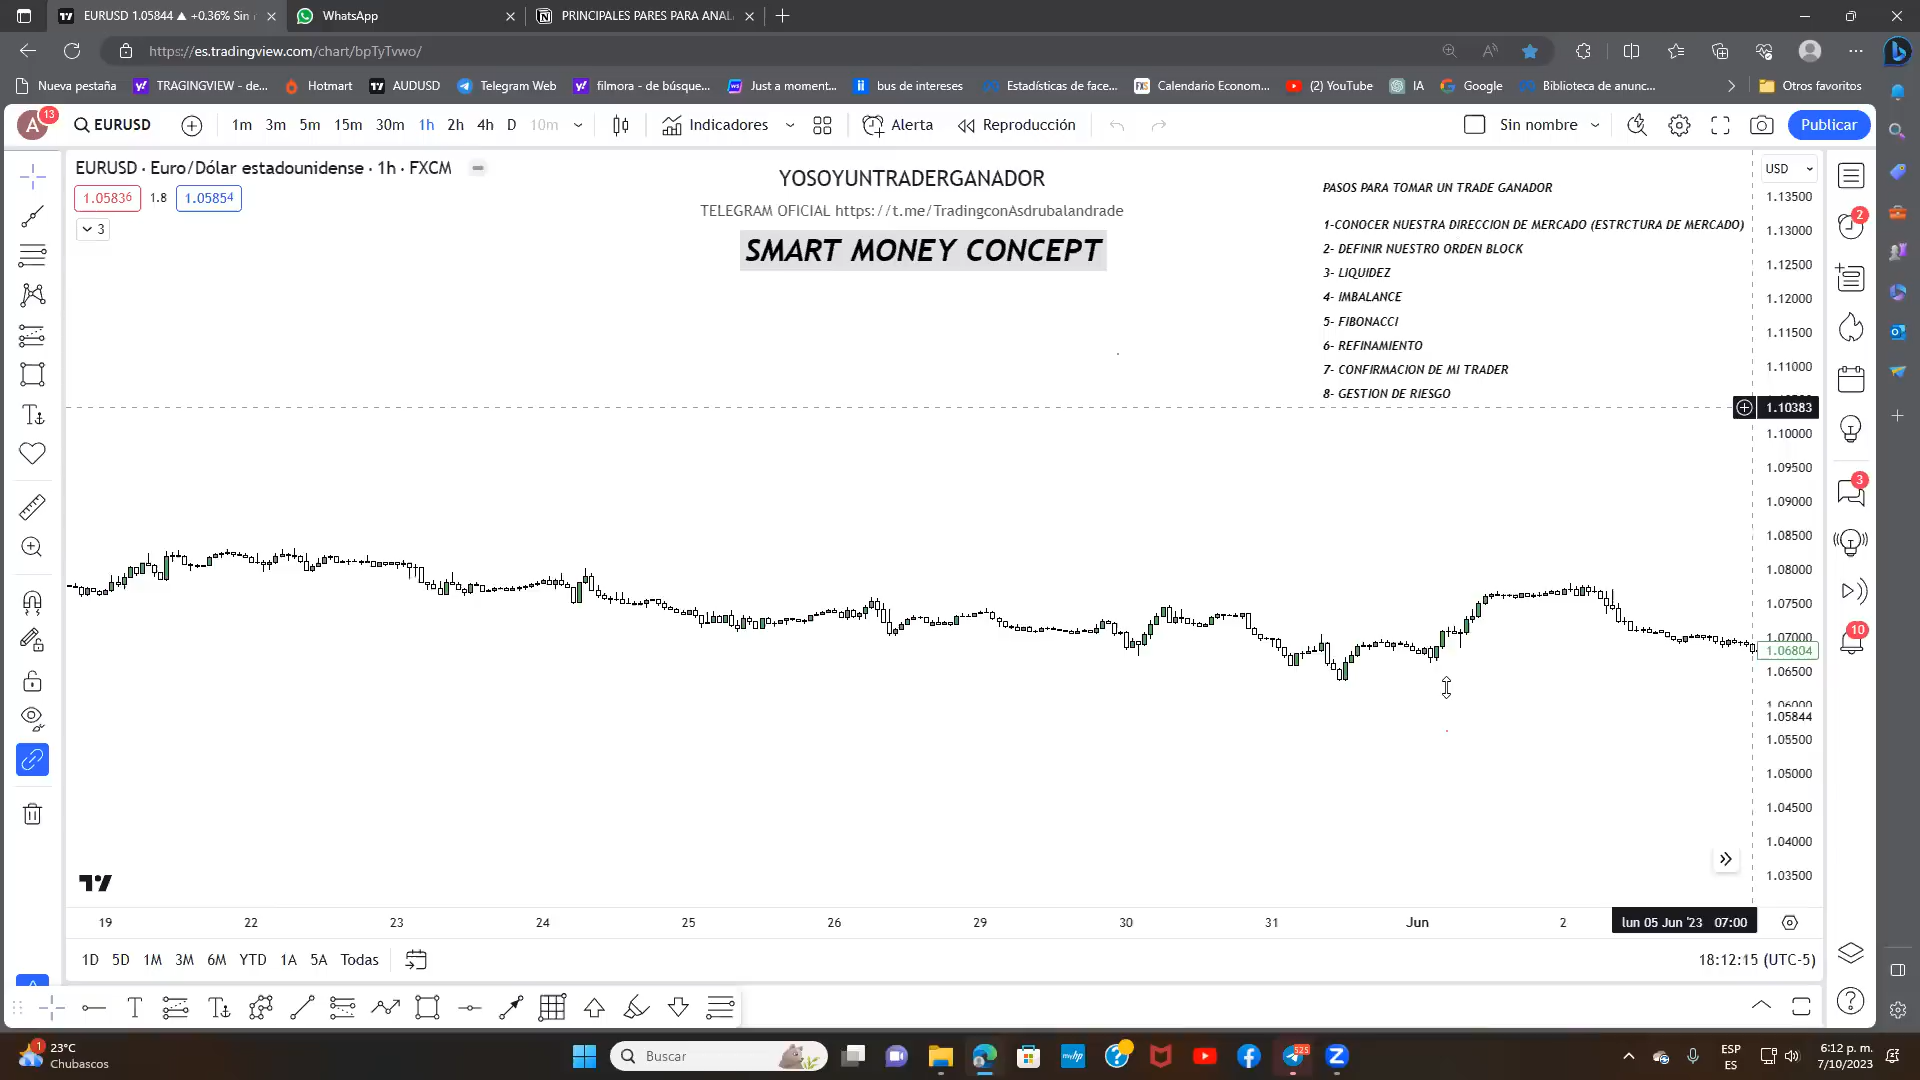 EURUSD 1.05844 ▲ +0.36% Sin
WhatsApp
PRINCIPALES PARES PARA ANAL
https://es.tradingview.com/chart/bpTyTvwo/
Nueva pestaña
TRAGINGVIEW - de...
Hotmart
AUDUSD
Telegram Web
filmora - de búsque...
Just a moment...
bus de intereses
Estadísticas de face...
Calendario Econom...
(2) YouTube
IA
Google
Biblioteca de anunc...
Otros favoritos
A
13
EURUSD
1m 3m 5m 15m 30m 1h 2h 4h D 10m
Indicadores
Alerta
Reproducción
Sin nombre
Publicar
EURUSD · Euro/Dólar estadounidense · 1h · FXCM
1.05836 1.8 1.05854
3
YOSOYUNTRADERGANADOR
TELEGRAM OFICIAL https://t.me/TradingconAsdrubalandrade
SMART MONEY CONCEPT
PASOS PARA TOMAR UN TRADE GANADOR
1-CONOCER NUESTRA DIRECCION DE MERCADO (ESTRCTURA DE MERCADO)
2- DEFINIR NUESTRO ORDEN BLOCK
3- LIQUIDEZ
4- IMBALANCE
5- FIBONACCI
6- REFINAMIENTO
7- CONFIRMACION DE MI TRADER
8- GESTION DE RIESGO
USD
1.13500
1.13000
1.12500
1.12000
1.11500
1.11000
1.10383
1.10000
1.09500
1.09000
1.08500
1.08000
1.07500
1.07000
1.06804
1.06500
1.06000
1.05844
1.05500
1.05000
1.04500
1.04000
1.03500
2
3
10
19 22 23 24 25 26 29 30 31 Jun 2 lun 05 Jun '23 07:00
1D 5D 1M 3M 6M YTD 1A 5A Todas
18:12:15 (UTC-5)
1
23°C
Chubascos
Buscar
525
ESP
ES
6:12 p. m.
7/10/2023